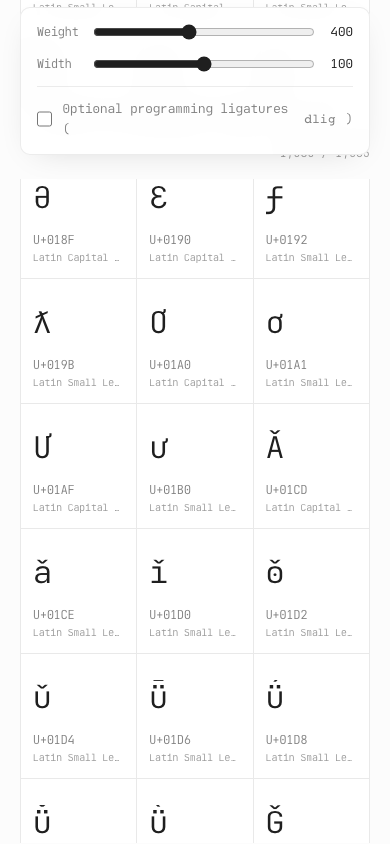 Weight 400
Width 100
Optional programming ligatures ( dlig )
Ə Ɛ ƒ
U+018F U+0190 U+0192
Latin Capital … Latin Capital … Latin Small Le…
ƛ Ơ ơ
U+019B U+01A0 U+01A1
Latin Small Le… Latin Capital … Latin Small Le…
Ư ư Ǎ
U+01AF U+01B0 U+01CD
Latin Capital … Latin Small Le… Latin Capital …
ǎ ǐ ǒ
U+01CE U+01D0 U+01D2
Latin Small Le… Latin Small Le… Latin Small Le…
ǔ ǖ ǘ
U+01D4 U+01D6 U+01D8
Latin Small Le… Latin Small Le… Latin Small Le…
ǚ ǜ Ǧ